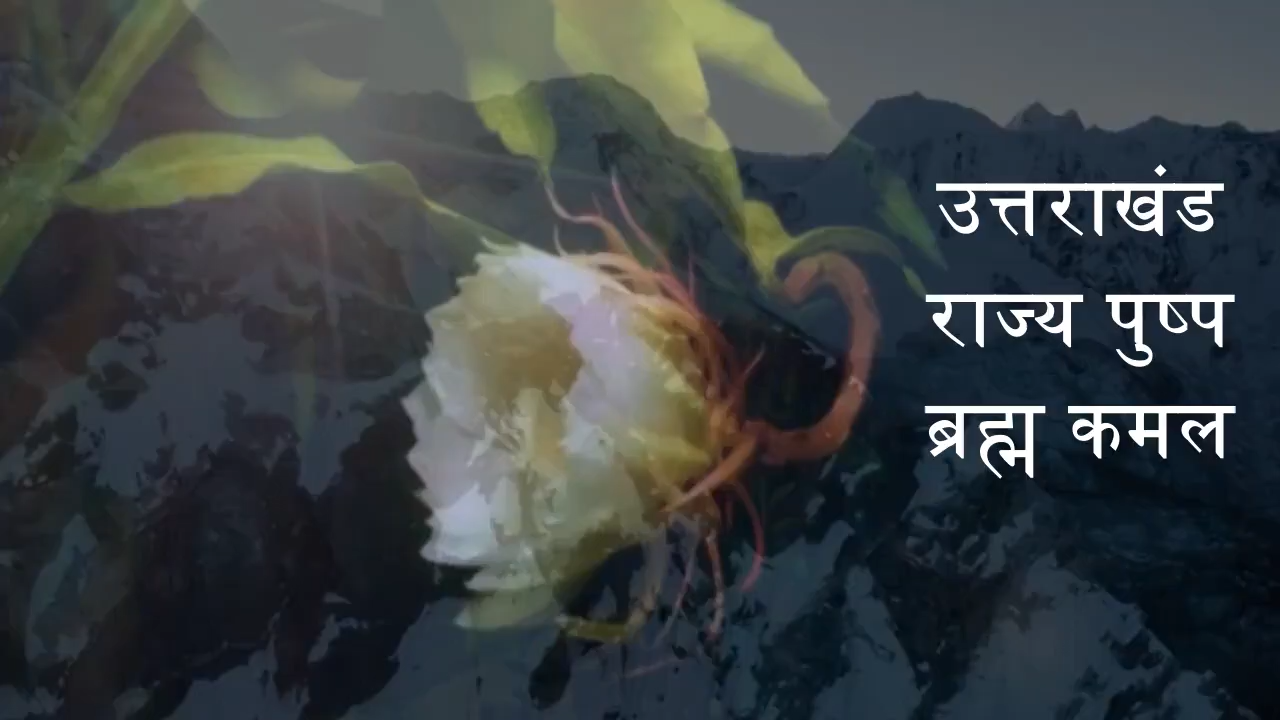 उत्तराखंड
राज्य पुष्प
ब्रह्म कमल